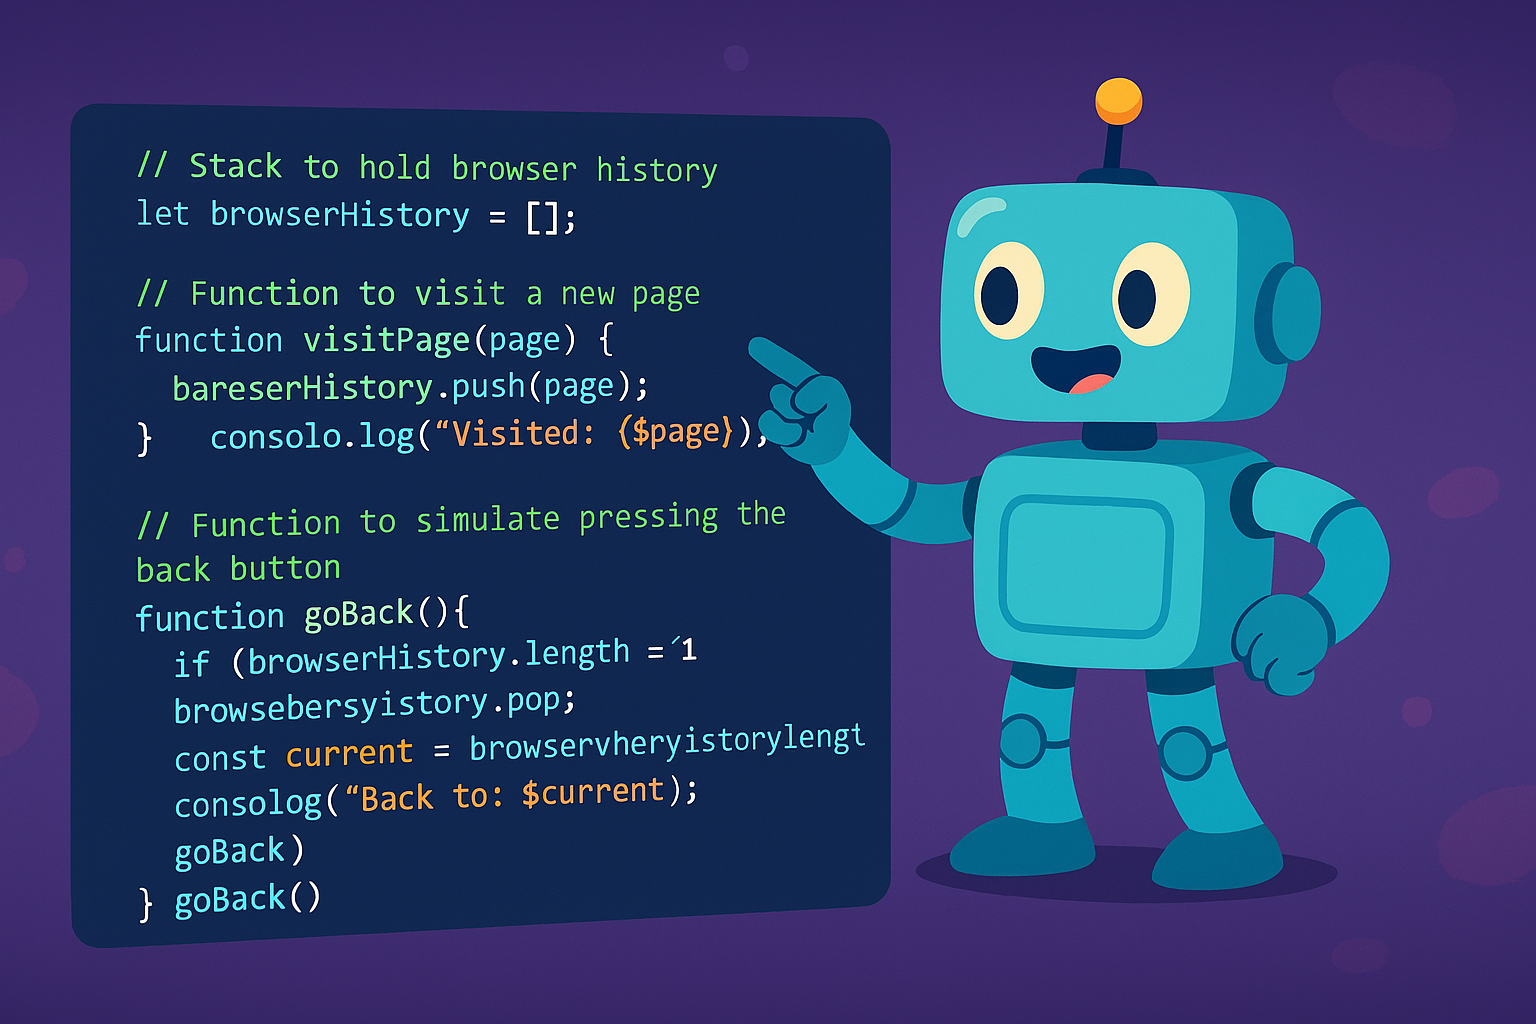 // Stack to hold browser history
let browserHistory = [];
// Function to visit a new page
function visitPage(page) {
bareserHistory.push(page);
} consolo.log(“Visited: ($page}),
// Function to simulate pressing the
back button
function goBack(){
if (browserHistory.length =´1
browsebersyistory.pop;
const current = browservheryistorylengt
consolog(“Back to: $current);
goBack)
} goBack()